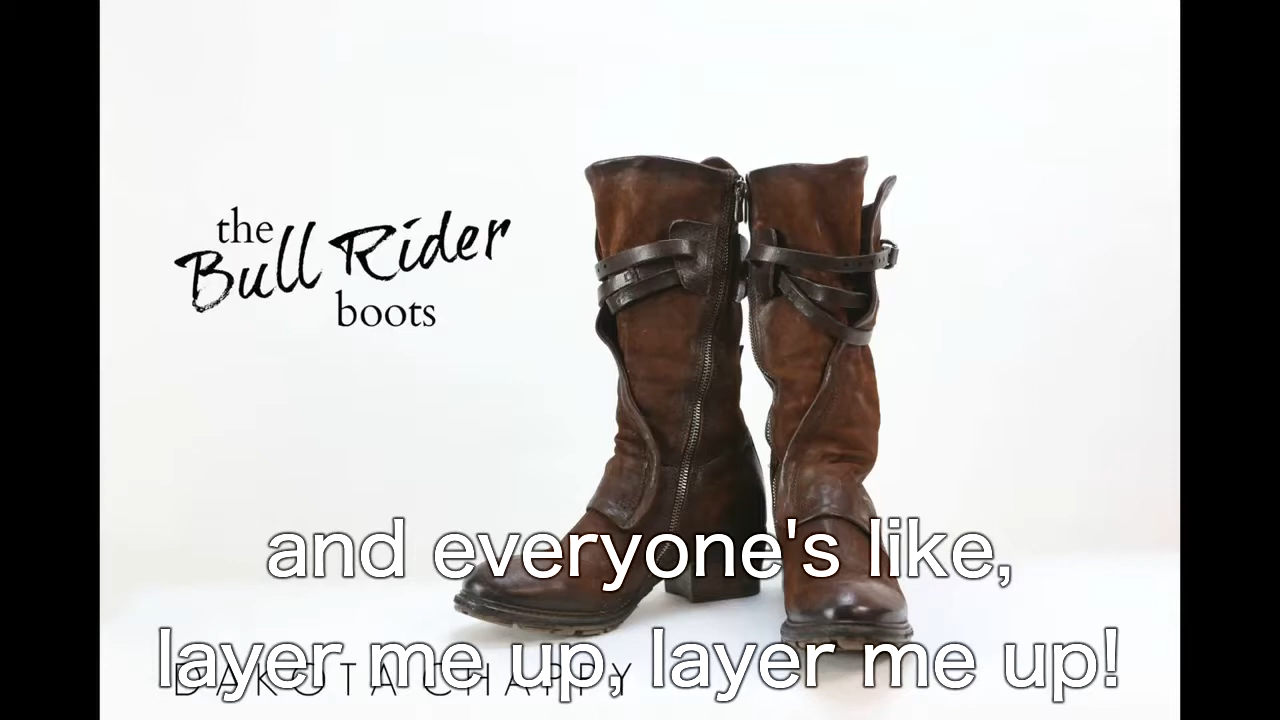 the
Bull Rider
boots
and everyone's like,
layer me up, layer me up!